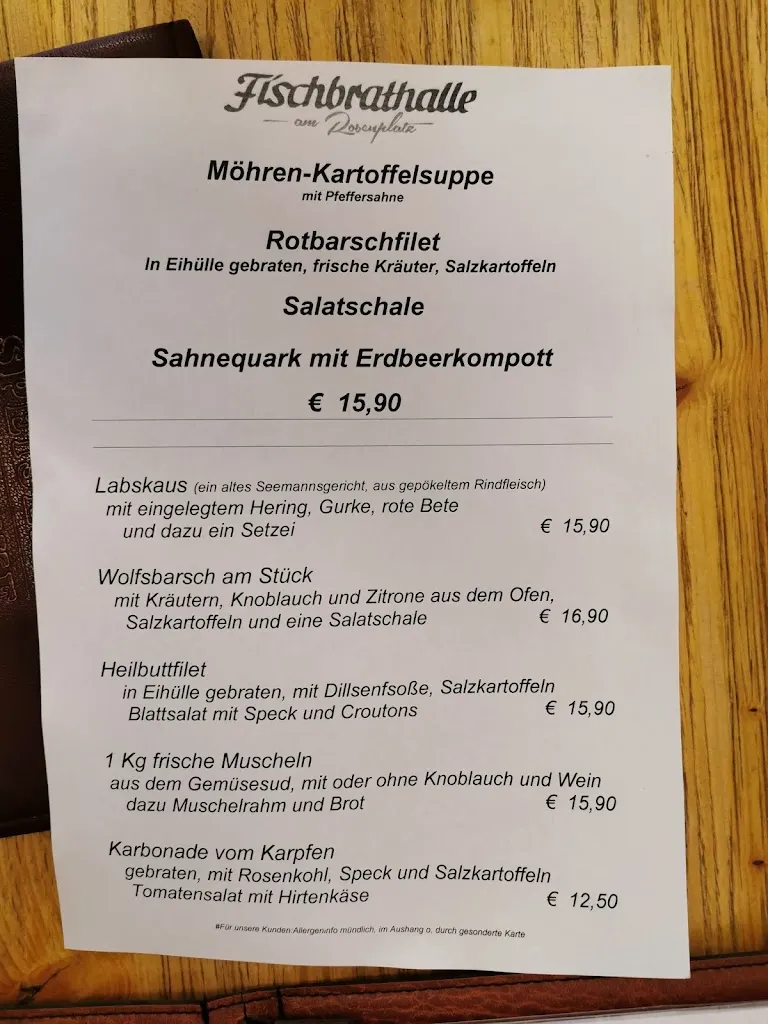 Fischbrathalle
am Rosenplatz
Möhren-Kartoffelsuppe
mit Pfeffersahne
Rotbarschfilet
In Eihülle gebraten, frische Kräuter, Salzkartoffeln
Salatschale
Sahnequark mit Erdbeerkompott
€ 15,90
Labskaus (ein altes Seemannsgericht, aus gepökeltem Rindfleisch)
mit eingelegtem Hering, Gurke, rote Bete
und dazu ein Setzei € 15,90
Wolfsbarsch am Stück
mit Kräutern, Knoblauch und Zitrone aus dem Ofen,
Salzkartoffeln und eine Salatschale € 16,90
Heilbuttfilet
in Eihülle gebraten, mit Dillsenfsoße, Salzkartoffeln
Blattsalat mit Speck und Croutons € 15,90
1 Kg frische Muscheln
aus dem Gemüsesud, mit oder ohne Knoblauch und Wein
dazu Muschelrahm und Brot € 15,90
Karbonade vom Karpfen
gebraten, mit Rosenkohl, Speck und Salzkartoffeln
Tomatensalat mit Hirtenkäse € 12,50
#Für unsere Kunden:Allergeninfo mündlich, im Aushang o. durch gesonderte Karte